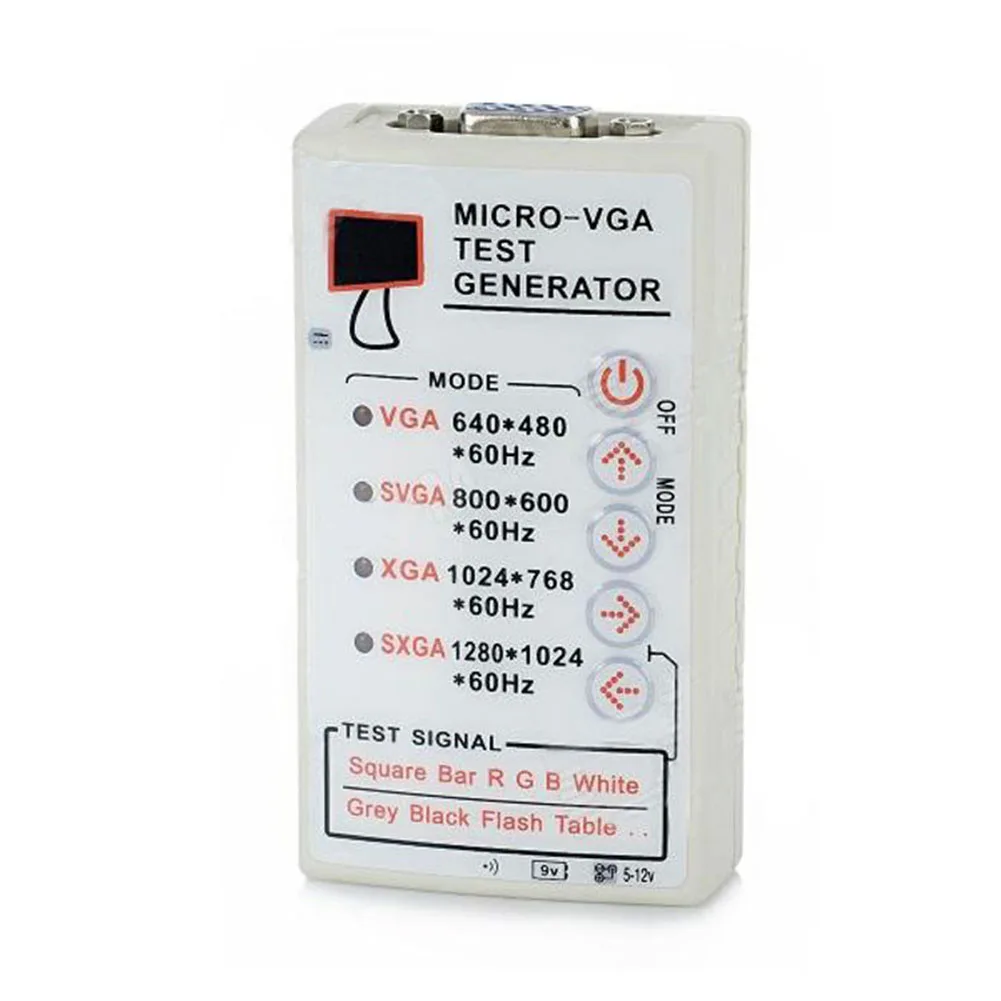 MICRO-VGA
TEST
GENERATOR
MODE
VGA 640*480
*60Hz
SVGA 800*600
*60Hz
XGA 1024*768
*60Hz
SXGA 1280*1024
*60Hz
OFF
MODE
TEST SIGNAL
Square Bar R G B White
Grey Black Flash Table . .
9v
5-12v